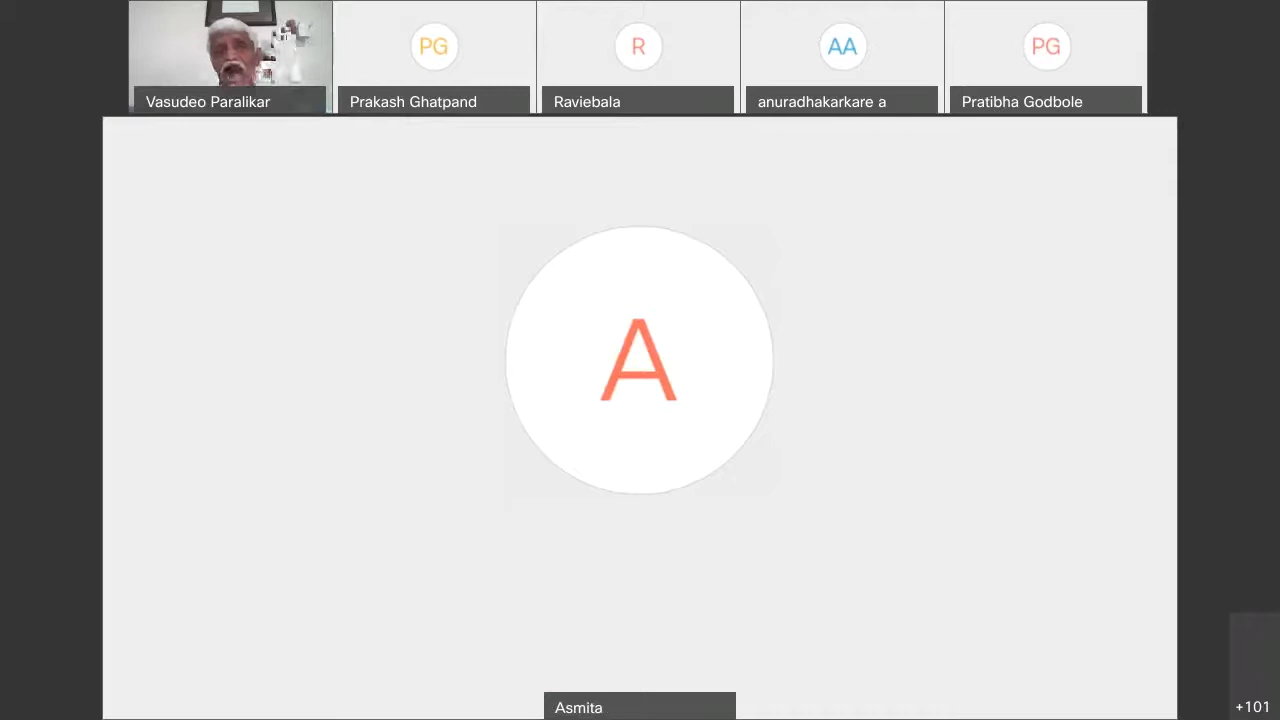 PG
R
AA
PG
Vasudeo Paralikar
Prakash Ghatpand
Raviebala
anuradhakarkare a
Pratibha Godbole
A
Asmita
+101